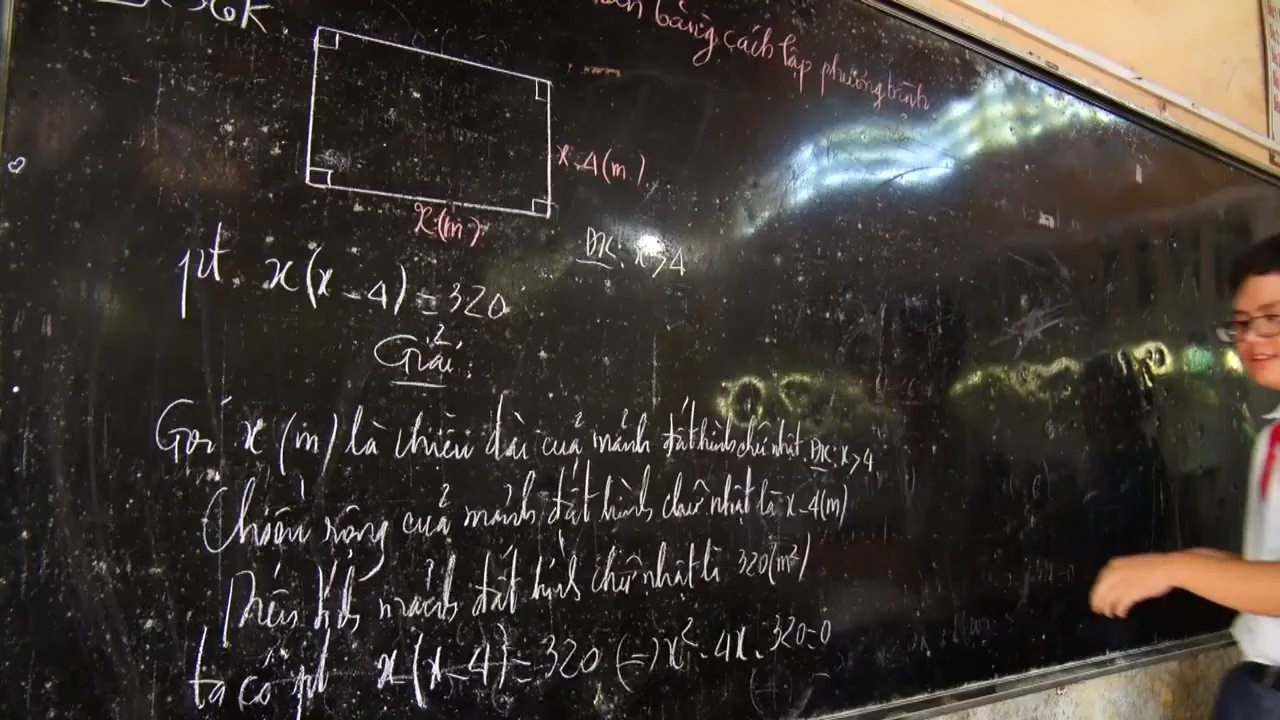 36k
bằng cách lập phương trình
x-4(m)
x(m)
ĐK: x>4
pt: x(x-4)=320
Giải:
Gọi x (m) là chiều dài của mảnh đất hình chữ nhật ĐK: x>4
Chiều rộng của mảnh đất hình chữ nhật là x-4(m)
Diện tích mảnh đất hình chữ nhật là 320(m²)
ta có pt x(x-4)=320 (=)x²-4x-320=0